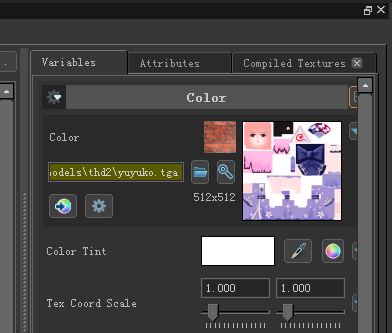 Variables
Attributes
Compiled Textures
Color
Color
odels\thd2\yuyuko.tga
512x512
Color Tint
Tex Coord Scale
1.000
1.000